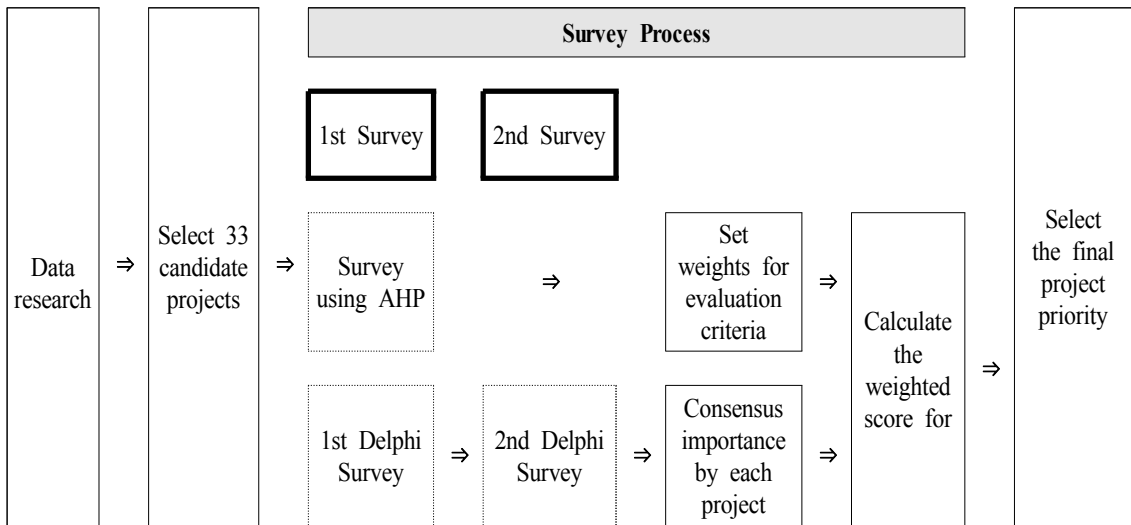 Survey Process
1st Survey
2nd Survey
Data
research
⇒
Select 33
candidate
projects
⇒
Survey
using AHP
⇒
Set
weights for
evaluation
criteria
⇒
1st Delphi
Survey
⇒
2nd Delphi
Survey
⇒
Consensus
importance
by each
project
⇒
Calculate
the
weighted
score for
⇒
Select
the final
project
priority